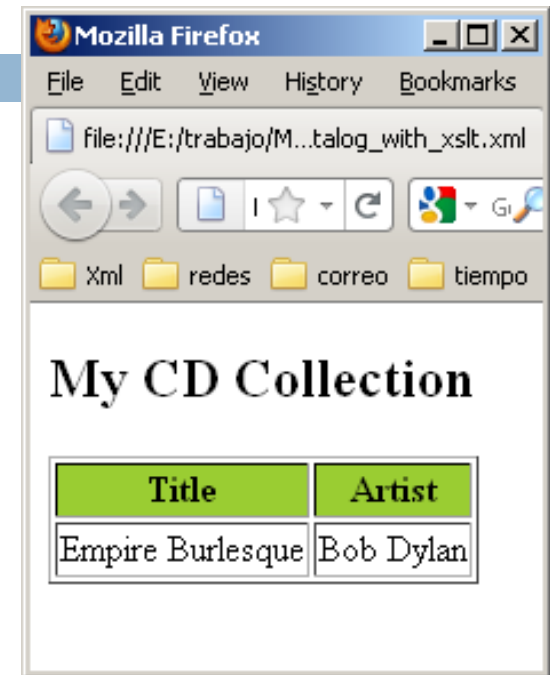 Mozilla Firefox
File Edit View History Bookmarks
file:///E:/trabajo/M...talog_with_xslt.xml
Xml redes correo tiempo
My CD Collection
Title Artist
Empire Burlesque Bob Dylan